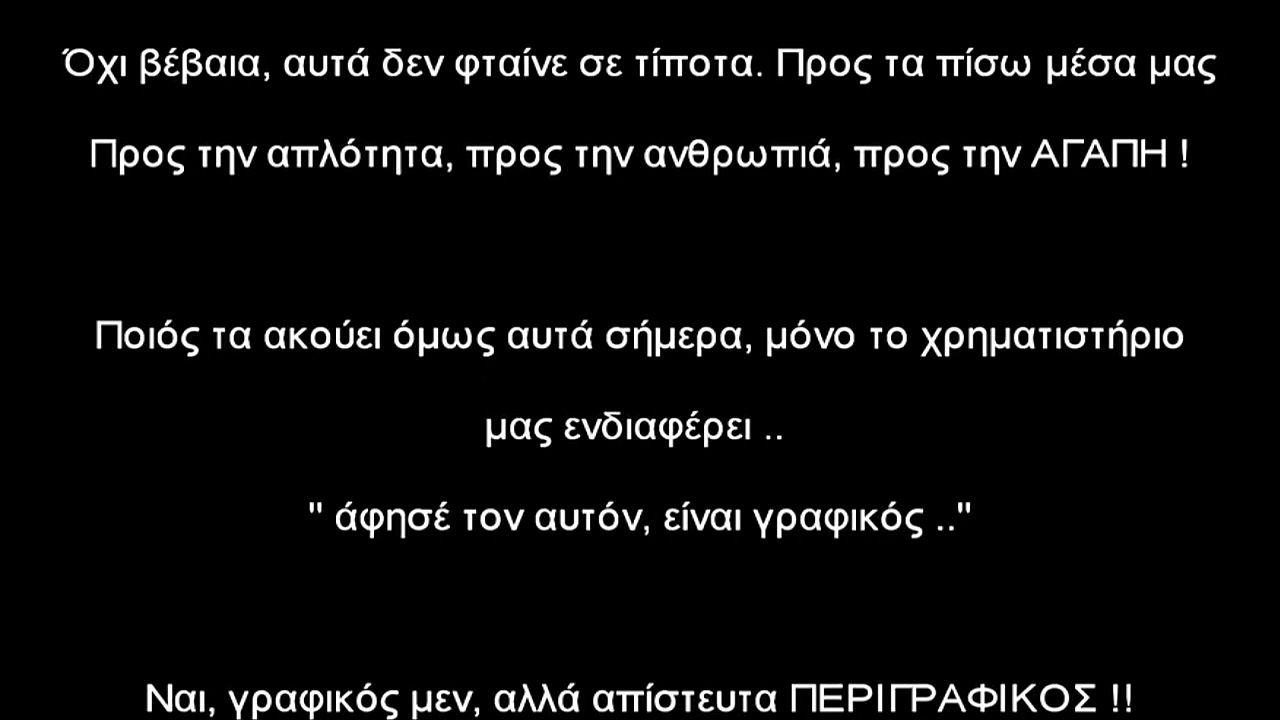 Όχι βέβαια, αυτά δεν φταίνε σε τίποτα. Προς τα πίσω μέσα μας
Προς την απλότητα, προς την ανθρωπιά, προς την ΑΓΑΠΗ !
Ποιός τα ακούει όμως αυτά σήμερα, μόνο το χρηματιστήριο
μας ενδιαφέρει ..
" άφησέ τον αυτόν, είναι γραφικός .."
Ναι, γραφικός μεν, αλλά απίστευτα ΠΕΡΙΓΡΑΦΙΚΟΣ !!